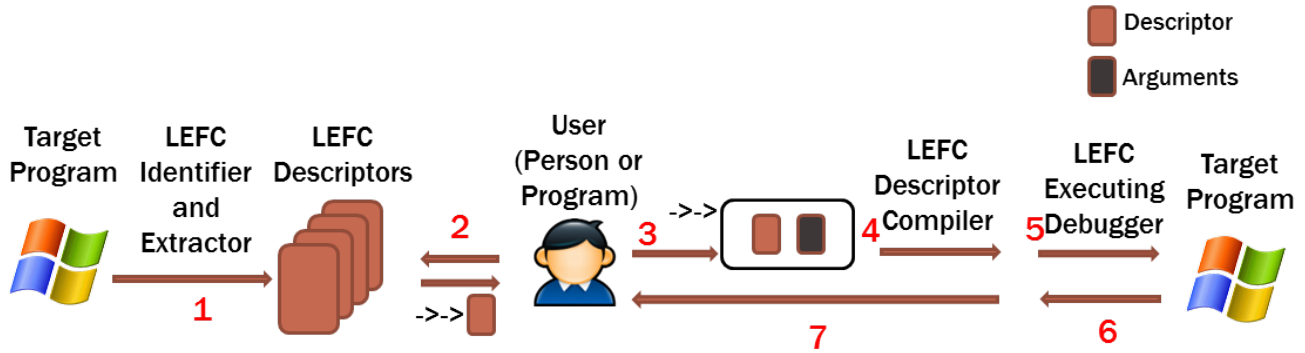 Descriptor
Arguments
Target
Program
LEFC
Identifier
and
Extractor
LEFC
Descriptors
User
(Person or
Program)
LEFC
Descriptor
Compiler
LEFC
Executing
Debugger
Target
Program
1
2
->->
3
->->
4
5
6
7